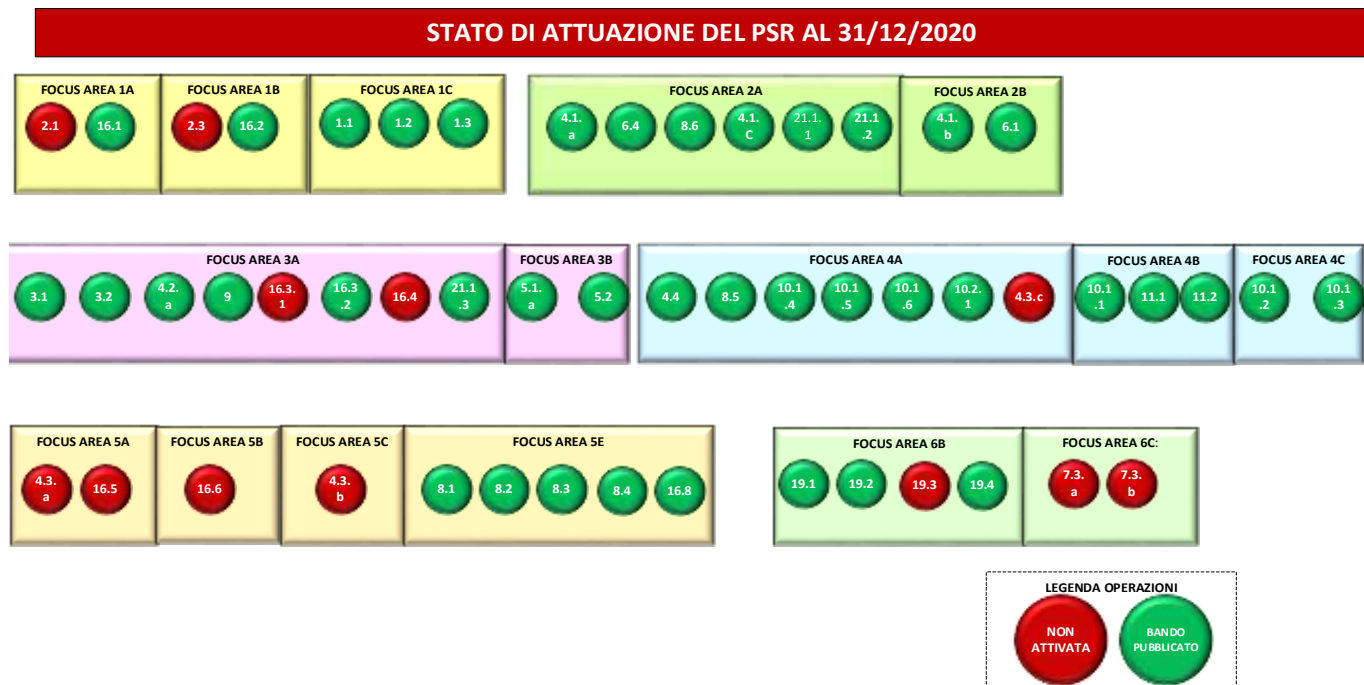 STATO DI ATTUAZIONE DEL PSR AL 31/12/2020
FOCUS AREA 1A
2.1
16.1
FOCUS AREA 1B
2.3
16.2
FOCUS AREA 1C
1.1
1.2
1.3
FOCUS AREA 2A
4.1.
a
6.4
8.6
4.1.
C
21.1.
1
21.1
.2
FOCUS AREA 2B
4.1.
b
6.1
FOCUS AREA 3A
3.1
3.2
4.2.
a
9
16.3.
1
16.3
.2
16.4
21.1
.3
FOCUS AREA 3B
5.1.
a
5.2
FOCUS AREA 4A
4.4
8.5
10.1
.4
10.1
.5
10.1
.6
10.2.
1
4.3.c
FOCUS AREA 4B
10.1
.1
11.1
11.2
FOCUS AREA 4C
10.1
.2
10.1
.3
FOCUS AREA 5A
4.3.
a
16.5
FOCUS AREA 5B
16.6
FOCUS AREA 5C
4.3.
b
FOCUS AREA 5E
8.1
8.2
8.3
8.4
16.8
FOCUS AREA 6B
19.1
19.2
19.3
19.4
FOCUS AREA 6C:
7.3.
a
7.3.
b
LEGENDA OPERAZIONI
NON
ATTIVATA
BANDO
PUBBLICATO